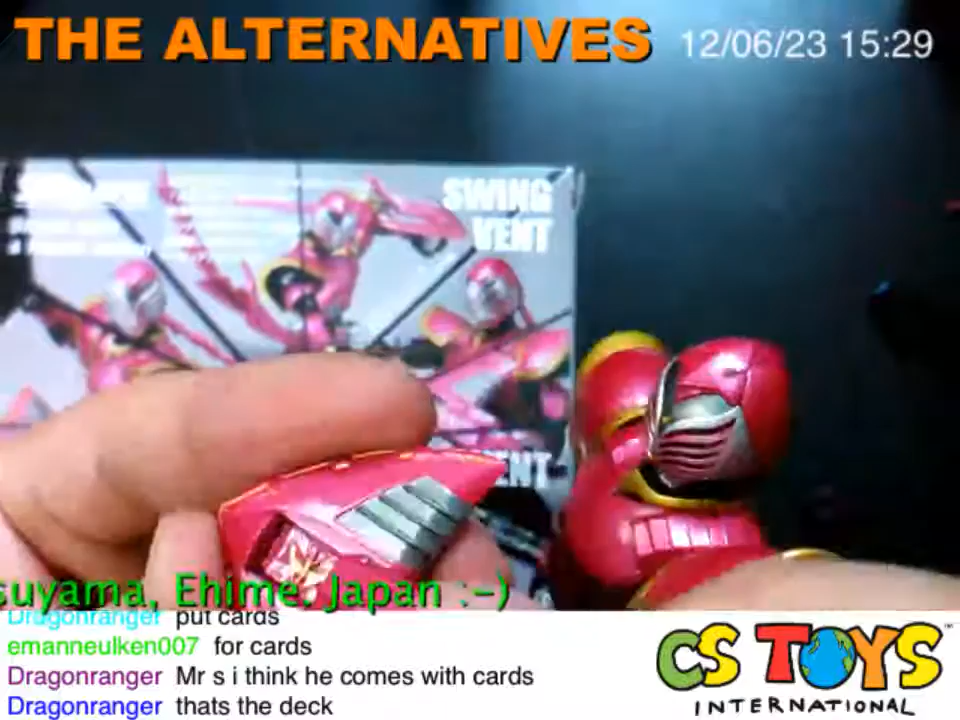 THE ALTERNATIVES
12/06/23 15:29
SWING
VENT
suyama, Ehime, Japan :-)
Dragonranger put cards
emanneulken007 for cards
Dragonranger Mr s i think he comes with cards
Dragonranger thats the deck
CS TOYS
INTERNATIONAL